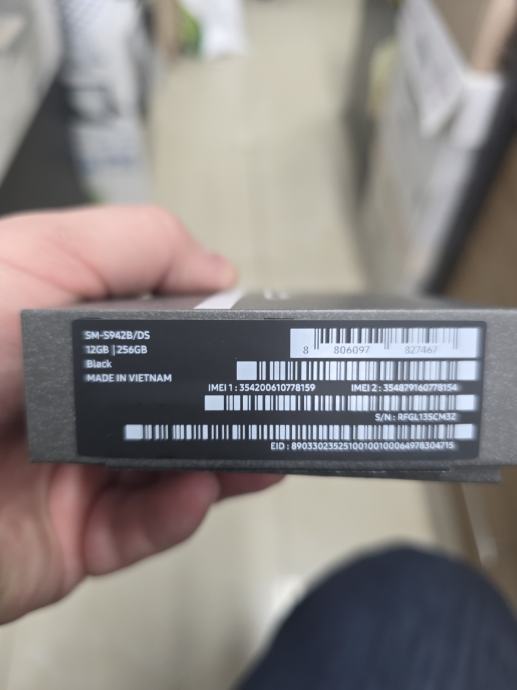 SM-S942B/DS
12GB | 256GB
Black
MADE IN VIETNAM
8 806097 827467
IMEI 1 : 354200610778159 IMEI 2 : 354879160778154
S/N : RFGL13SCM3Z
EID : 89033023525100100100064978304715